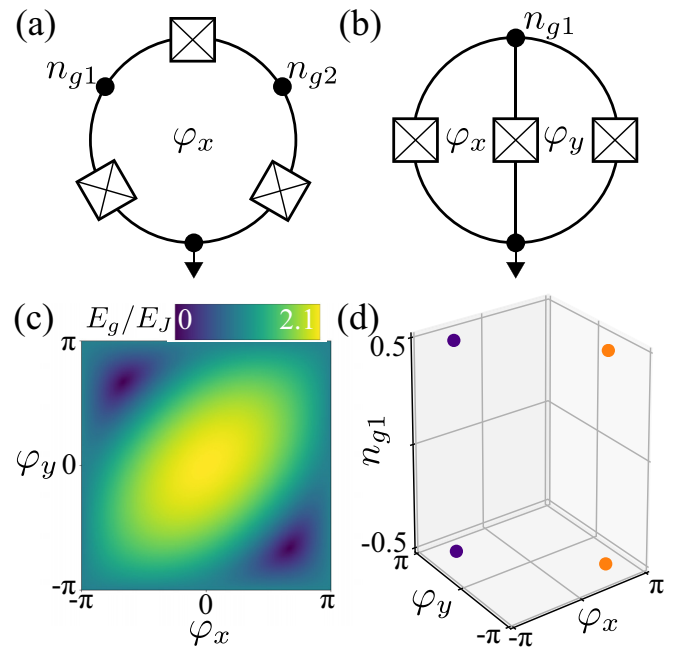 (a)
n_{g1}
n_{g2}
φ_x
(b)
n_{g1}
φ_x
φ_y
(c)
E_g/E_J
0
2.1
π
φ_y
0
-π
-π
0
π
φ_x
(d)
0.5
n_{g1}
-0.5
π
φ_y
-π
-π
φ_x
π